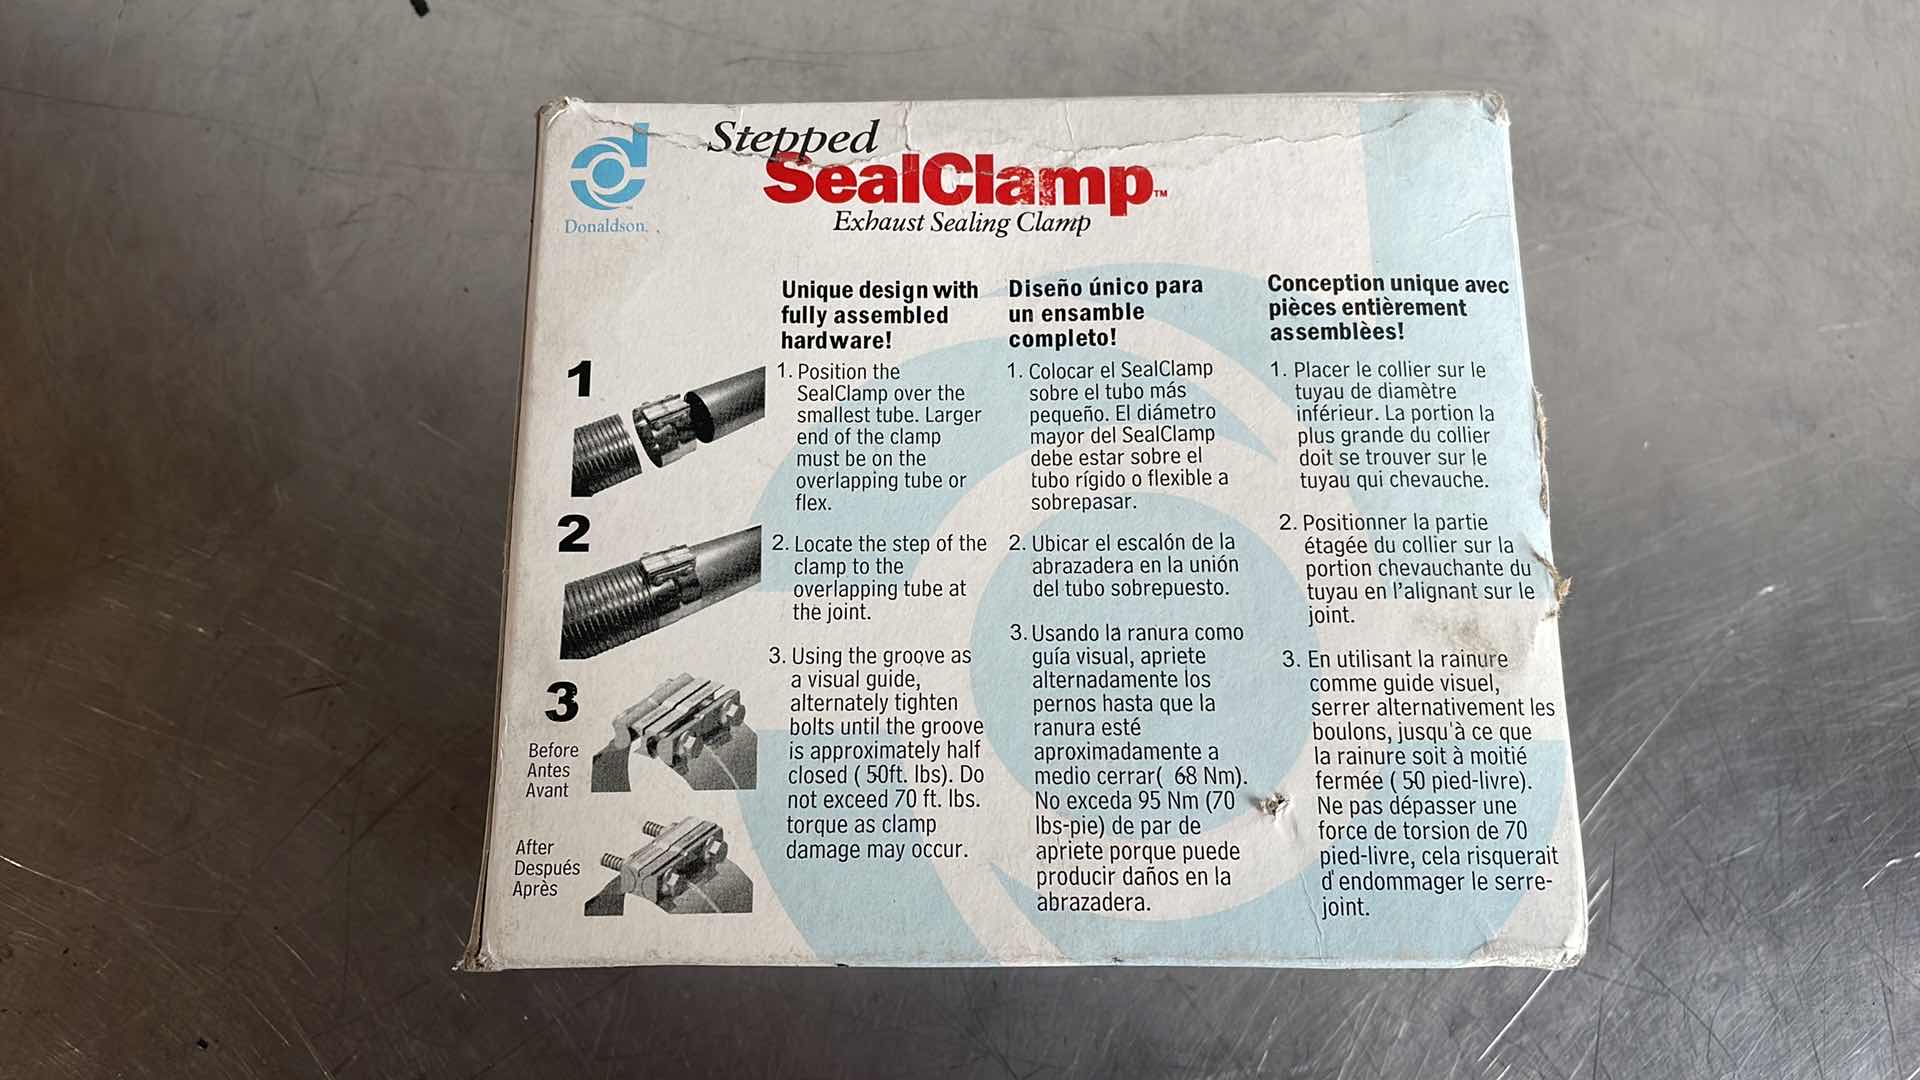 Donaldson.
Stepped
SealClamp™
Exhaust Sealing Clamp
Unique design with
fully assembled
hardware!
1. Position the
SealClamp over the
smallest tube. Larger
end of the clamp
must be on the
overlapping tube or
flex.
2. Locate the step of the
clamp to the
overlapping tube at
the joint.
3. Using the groove as
a visual guide,
alternately tighten
bolts until the groove
is approximately half
closed ( 50ft. lbs). Do
not exceed 70 ft. lbs.
torque as clamp
damage may occur.
Diseño único para
un ensamble
completo!
1. Colocar el SealClamp
sobre el tubo más
pequeño. El diámetro
mayor del SealClamp
debe estar sobre el
tubo rígido o flexible a
sobrepasar.
2. Ubicar el escalón de la
abrazadera en la unión
del tubo sobrepuesto.
3. Usando la ranura como
guía visual, apriete
alternadamente los
pernos hasta que la
ranura esté
aproximadamente a
medio cerrar( 68 Nm).
No exceda 95 Nm (70
lbs-pie) de par de
apriete porque puede
producir daños en la
abrazadera.
Conception unique avec
pièces entièrement
assemblèes!
1. Placer le collier sur le
tuyau de diamètre
inférieur. La portion la
plus grande du collier
doit se trouver sur le
tuyau qui chevauche.
2. Positionner la partie
étagée du collier sur la
portion chevauchante du
tuyau en l'alignant sur le
joint.
3. En utilisant la rainure
comme guide visuel,
serrer alternativement les
boulons, jusqu'à ce que
la rainure soit à moitié
fermée ( 50 pied-livre).
Ne pas dépasser une
force de torsion de 70
pied-livre, cela risquerait
d'endommager le serre-
joint.
1
2
3
Before
Antes
Avant
After
Después
Après